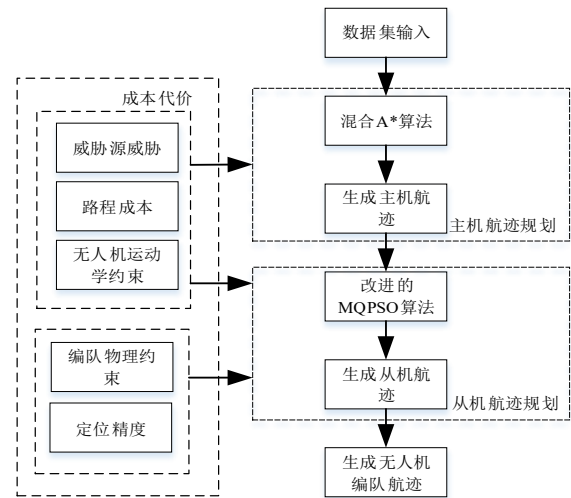 数据集输入
成本代价
威胁源威胁
路程成本
无人机运动
学约束
编队物理约
束
定位精度
混合A*算法
生成主机航
迹
主机航迹规划
改进的
MQPSO算法
生成从机航
迹
从机航迹规划
生成无人机
编队航迹